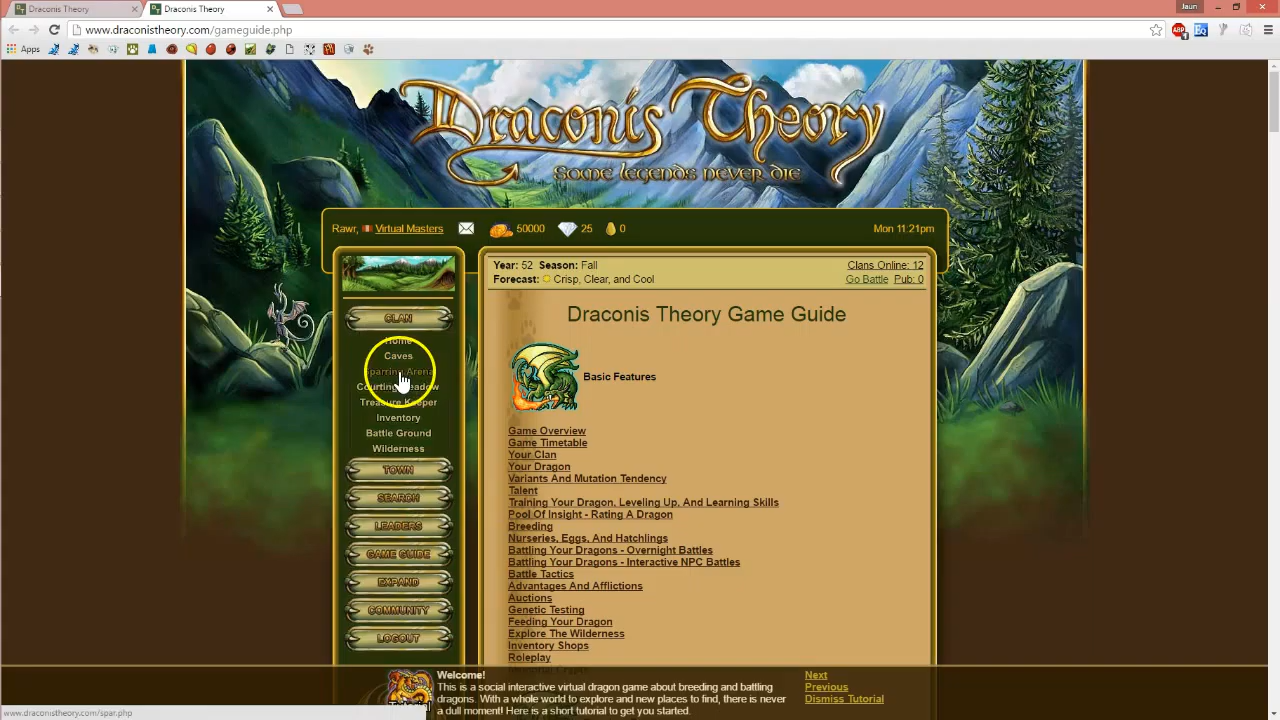 Draconis Theory
Draconis Theory
Jaun
www.draconistheory.com/gameguide.php
Apps
Draconis Theory
SOME LEGENDS NEVER DIE
Rawr, Virtual Masters 50000 25 0 Mon 11:21pm
Year: 52 Season: Fall Clans Online: 12
Forecast: Crisp, Clear, and Cool Go Battle Pub: 0
CLAN
Home
Caves
Sparring Arena
Courting Meadow
Treasure Keeper
Inventory
Battle Ground
Wilderness
TOWN
SEARCH
LEADERS
GAME GUIDE
EXPAND
COMMUNITY
LOGOUT
Draconis Theory Game Guide
Basic Features
Game Overview
Game Timetable
Your Clan
Your Dragon
Variants And Mutation Tendency
Talent
Training Your Dragon, Leveling Up, And Learning Skills
Pool Of Insight - Rating A Dragon
Breeding
Nurseries, Eggs, And Hatchlings
Battling Your Dragons - Overnight Battles
Battling Your Dragons - Interactive NPC Battles
Battle Tactics
Advantages And Afflictions
Auctions
Genetic Testing
Feeding Your Dragon
Explore The Wilderness
Inventory Shops
Roleplay
Welcome!
This is a social interactive virtual dragon game about breeding and battling
dragons. With a whole world to explore and new places to find, there is never
a dull moment! Here is a short tutorial to get you started.
Next
Previous
Dismiss Tutorial
www.draconistheory.com/spar.php